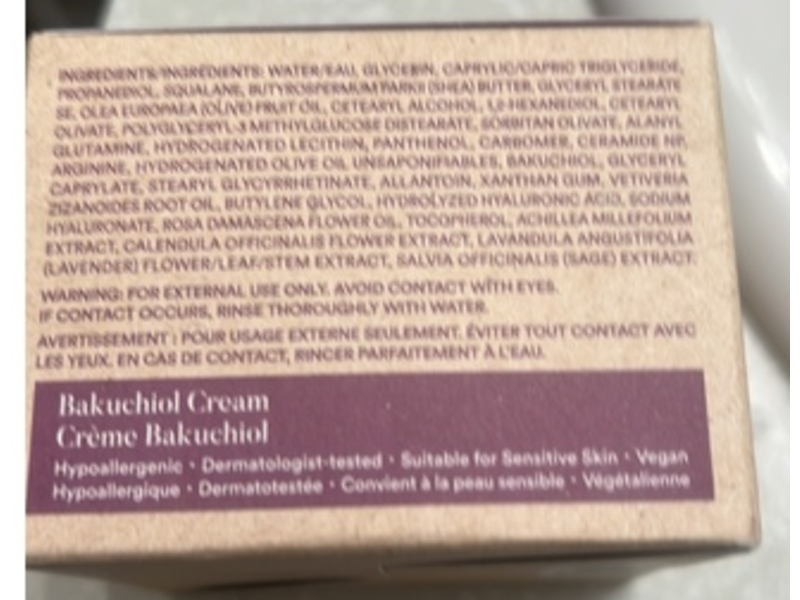 INGREDIENTS/INGRÉDIENTS: WATER/EAU, GLYCERIN, CAPRYLIC/CAPRIC TRIGLYCERIDE,
PROPANEDIOL, SQUALANE, BUTYROSPERMUM PARKII (SHEA) BUTTER, GLYCERYL STEARATE
SE, OLEA EUROPAEA (OLIVE) FRUIT OIL, CETEARYL ALCOHOL, 1,2-HEXANEDIOL, CETEARYL
OLIVATE, POLYGLYCERYL-3 METHYLGLUCOSE DISTEARATE, SORBITAN OLIVATE, ALANYL
GLUTAMINE, HYDROGENATED LECITHIN, PANTHENOL, CARBOMER, CERAMIDE NP,
ARGININE, HYDROGENATED OLIVE OIL UNSAPONIFIABLES, BAKUCHIOL, GLYCERYL
CAPRYLATE, STEARYL GLYCYRRHETINATE, ALLANTOIN, XANTHAN GUM, VETIVERIA
ZIZANOIDES ROOT OIL, BUTYLENE GLYCOL, HYDROLYZED HYALURONIC ACID, SODIUM
HYALURONATE, ROSA DAMASCENA FLOWER OIL, TOCOPHEROL, ACHILLEA MILLEFOLIUM
EXTRACT, CALENDULA OFFICINALIS FLOWER EXTRACT, LAVANDULA ANGUSTIFOLIA
(LAVENDER) FLOWER/LEAF/STEM EXTRACT, SALVIA OFFICINALIS (SAGE) EXTRACT.
WARNING: FOR EXTERNAL USE ONLY. AVOID CONTACT WITH EYES.
IF CONTACT OCCURS, RINSE THOROUGHLY WITH WATER.
AVERTISSEMENT : POUR USAGE EXTERNE SEULEMENT. ÉVITER TOUT CONTACT AVEC
LES YEUX. EN CAS DE CONTACT, RINCER PARFAITEMENT À L'EAU.
Bakuchiol Cream
Crème Bakuchiol
Hypoallergenic • Dermatologist-tested • Suitable for Sensitive Skin • Vegan
Hypoallergique • Dermatotestée • Convient à la peau sensible • Végétalienne